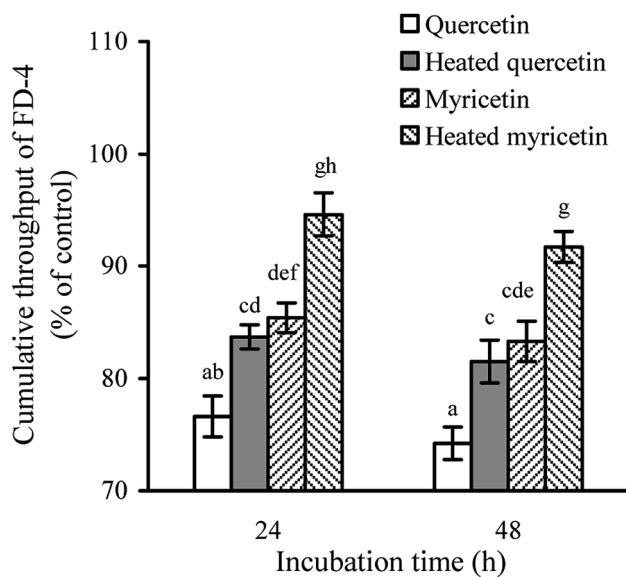 Quercetin
Heated quercetin
Myricetin
Heated myricetin
Cumulative throughput of FD-4
(% of control)
110
100
90
80
70
ab
cd
def
gh
a
c
cde
g
24
48
Incubation time (h)